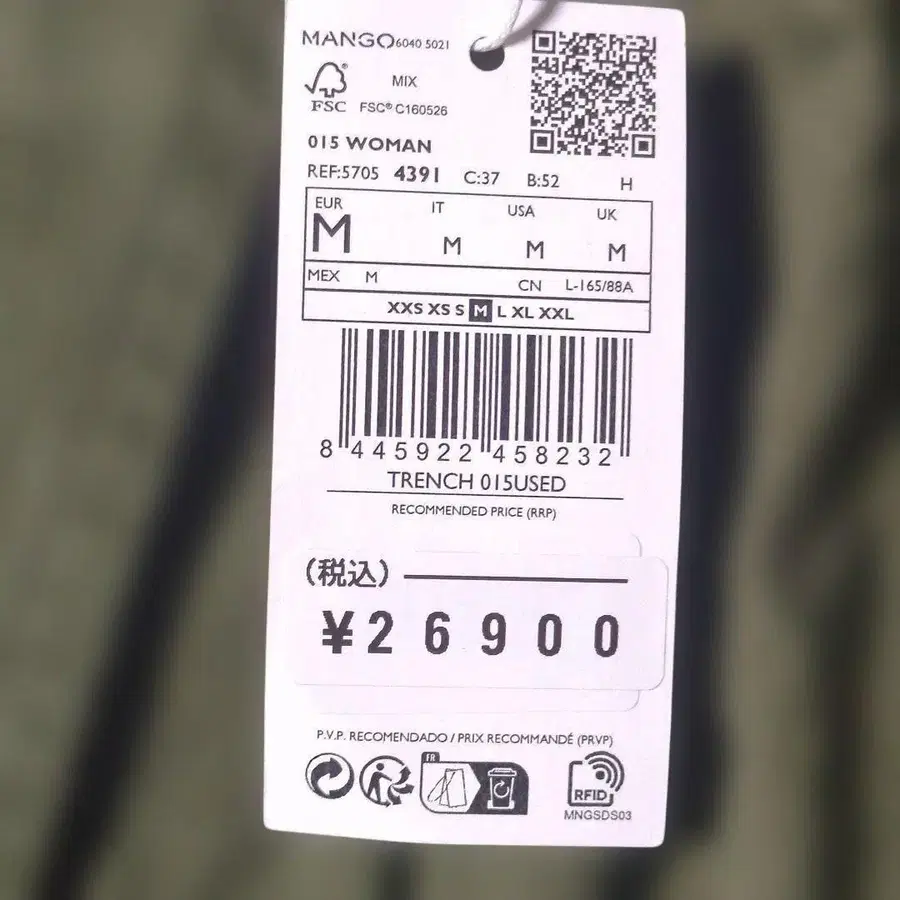 MANGO 6040 5021
MIX
FSC
FSC® C160526
015 WOMAN
REF:5705 4391 C:37 B:52 H
EUR IT USA UK
M M M M
MEX M CN L-165/88A
XXS XS S M L XL XXL
8 445922 458232
TRENCH 015USED
RECOMMENDED PRICE (RRP)
(税込)
¥26900
P.V.P. RECOMENDADO / PRIX RECOMMANDÉ (PRVP)
FR
RFID
MNGSDS03